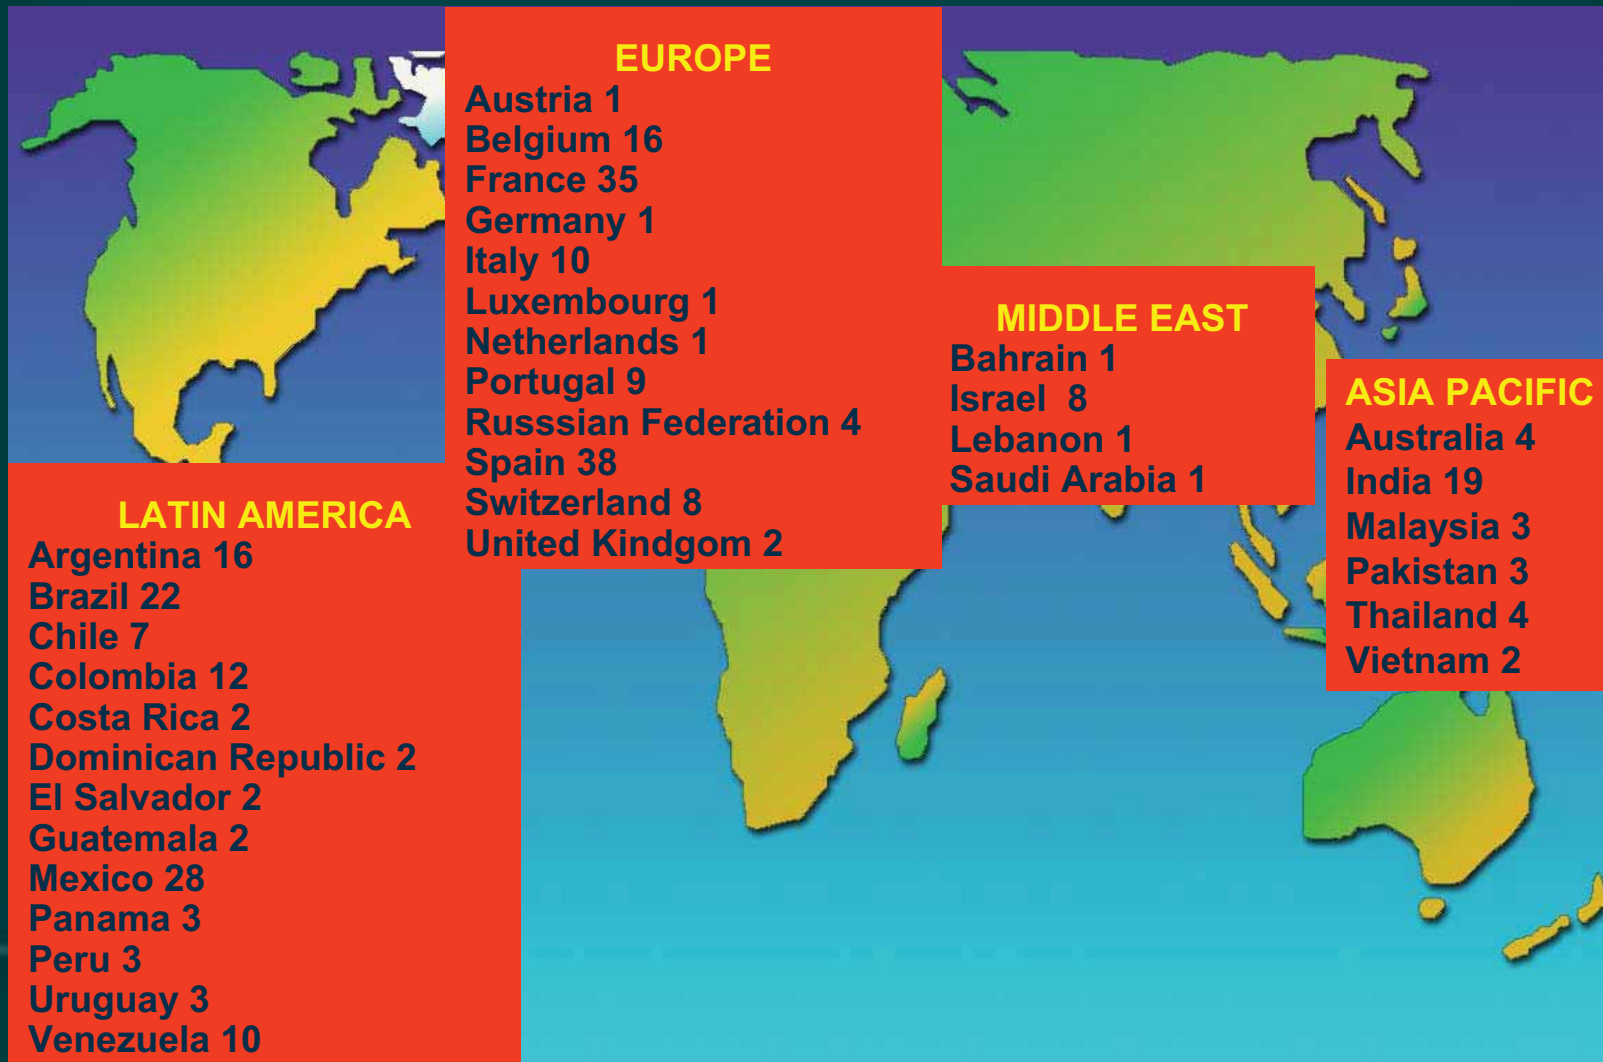 EUROPE
Austria 1
Belgium 16
France 35
Germany 1
Italy 10
Luxembourg 1
Netherlands 1
Portugal 9
Russsian Federation 4
Spain 38
Switzerland 8
United Kindgom 2
MIDDLE EAST
Bahrain 1
Israel 8
Lebanon 1
Saudi Arabia 1
ASIA PACIFIC
Australia 4
India 19
Malaysia 3
Pakistan 3
Thailand 4
Vietnam 2
LATIN AMERICA
Argentina 16
Brazil 22
Chile 7
Colombia 12
Costa Rica 2
Dominican Republic 2
El Salvador 2
Guatemala 2
Mexico 28
Panama 3
Peru 3
Uruguay 3
Venezuela 10